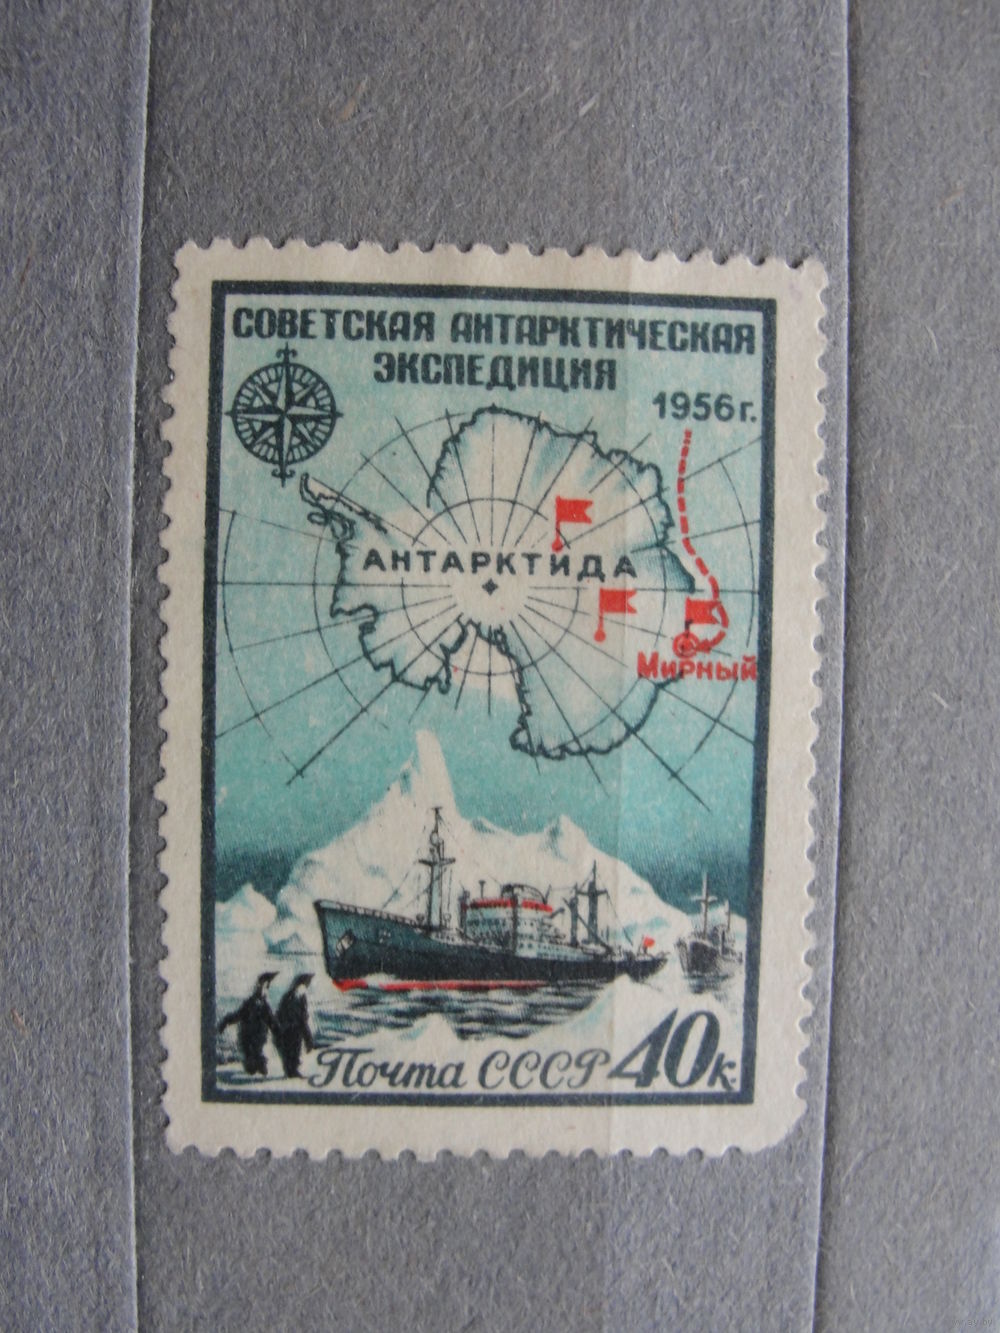 СОВЕТСКАЯ АНТАРКТИЧЕСКАЯ
ЭКСПЕДИЦИЯ
1956г.
АНТАРКТИДА
Мирный
Почта СССР 40к.